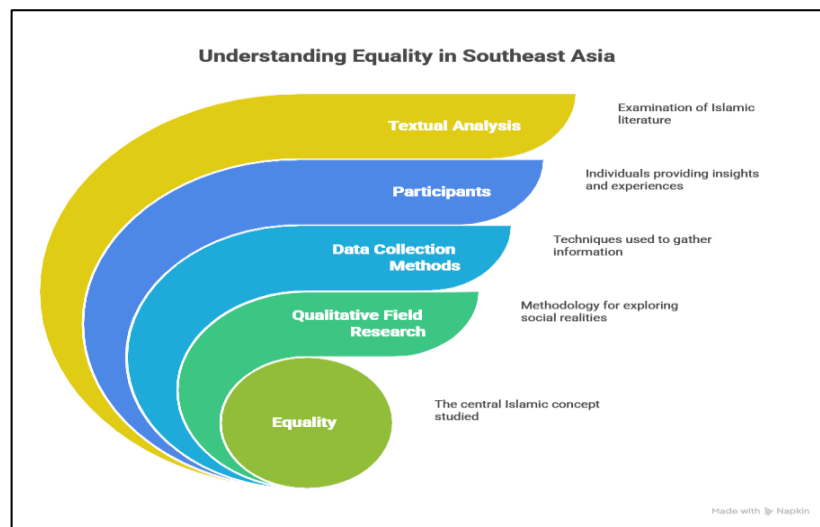 Understanding Equality in Southeast Asia
Textual Analysis
Examination of Islamic
literature
Participants
Individuals providing insights
and experiences
Data Collection
Methods
Techniques used to gather
information
Qualitative Field
Research
Methodology for exploring
social realities
Equality
The central Islamic concept
studied
Made with Napkin